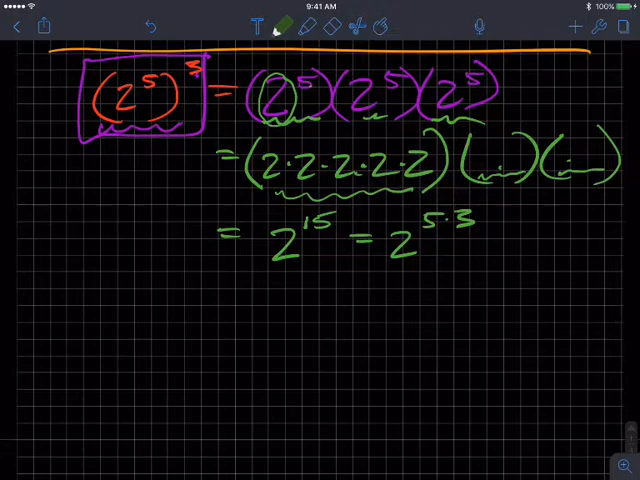 9:41 AM
100%
T
(2⁵)³ = (2⁵)(2⁵)(2⁵)
= (2·2·2·2·2)(...)(...)
= 2¹⁵ = 2⁵·³